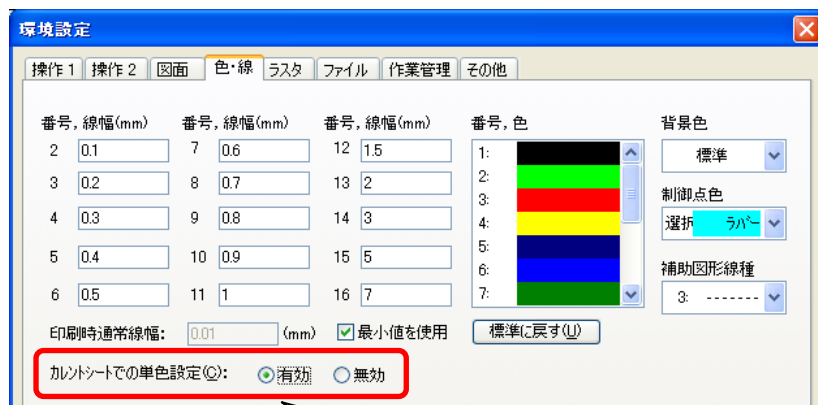 環境設定
操作1 操作2 図面 色・線 ラスタ ファイル 作業管理 その他
番号, 線幅(mm) 番号, 線幅(mm) 番号, 線幅(mm) 番号, 色 背景色
2 0.1 7 0.6 12 1.5 1: 標準
3 0.2 8 0.7 13 2 2:
3: 制御点色
4 0.3 9 0.8 14 3 4: 選択 ラバー
5 0.4 10 0.9 15 5 5:
6: 補助図形線種
6 0.5 11 1 16 7 7: 3: -------
印刷時通常線幅: 0.01 (mm) 最小値を使用 標準に戻す(U)
カレントシートでの単色設定(C): 有効 無効